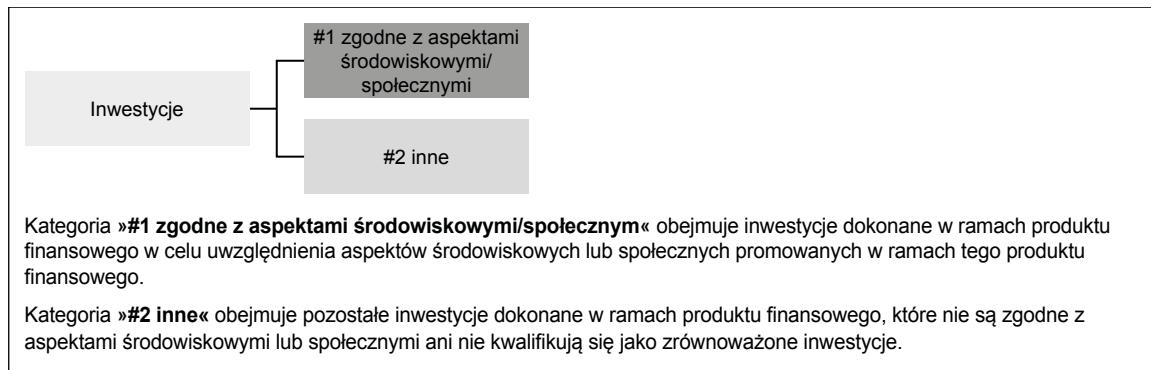 #1 zgodne z aspektami
środowiskowymi/
społecznymi
Inwestycje
#2 inne
Kategoria »#1 zgodne z aspektami środowiskowymi/społecznym« obejmuje inwestycje dokonane w ramach produktu
finansowego w celu uwzględnienia aspektów środowiskowych lub społecznych promowanych w ramach tego produktu
finansowego.
Kategoria »#2 inne« obejmuje pozostałe inwestycje dokonane w ramach produktu finansowego, które nie są zgodne z
aspektami środowiskowymi lub społecznymi ani nie kwalifikują się jako zrównoważone inwestycje.